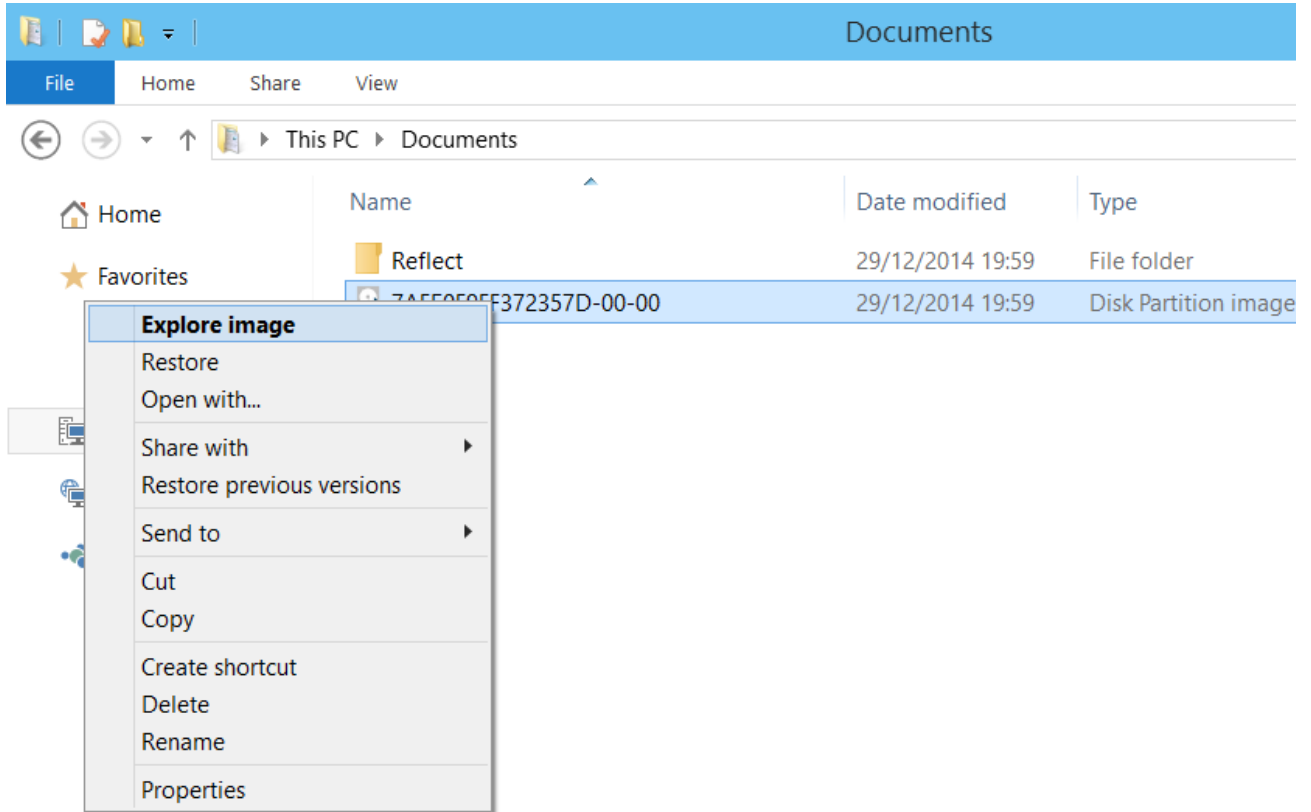 Documents
File Home Share View
This PC Documents
Name Date modified Type
Home
Reflect 29/12/2014 19:59 File folder
Favorites
29/12/2014 19:59 Disk Partition image
Explore image
Restore
Open with...
Share with
Restore previous versions
Send to
Cut
Copy
Create shortcut
Delete
Rename
Properties